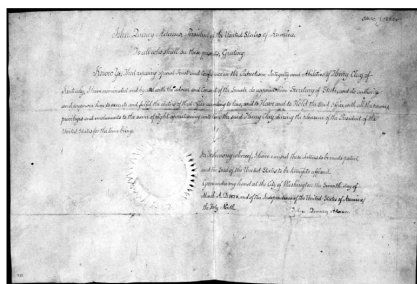 John Quincy Adams, President of the United States of America,
To all who shall see these presents, Greeting:
Know Ye, That reposing special Trust and Confidence in the Patriotism, Integrity and Abilities of Henry Clay, of
Kentucky, I have nominated and by and with the advice and Consent of the Senate, do appoint him Secretary of State, and do authorize
and empower him to execute and fulfil the duties of that Office according to law; and to Have and to Hold the said office, with all the powers,
privileges and emoluments to the same of right appertaining unto him the said Henry Clay, during the pleasure of the President of the
United States for the time being.
In testimony whereof, I have caused these Letters to be made patent,
and the Seal of the United States to be hereunto affixed.
Given under my hand at the City of Washington the seventh day of
March A.D. and of the Independence of the United States of America,
the Forty Ninth.
John Quincy Adams